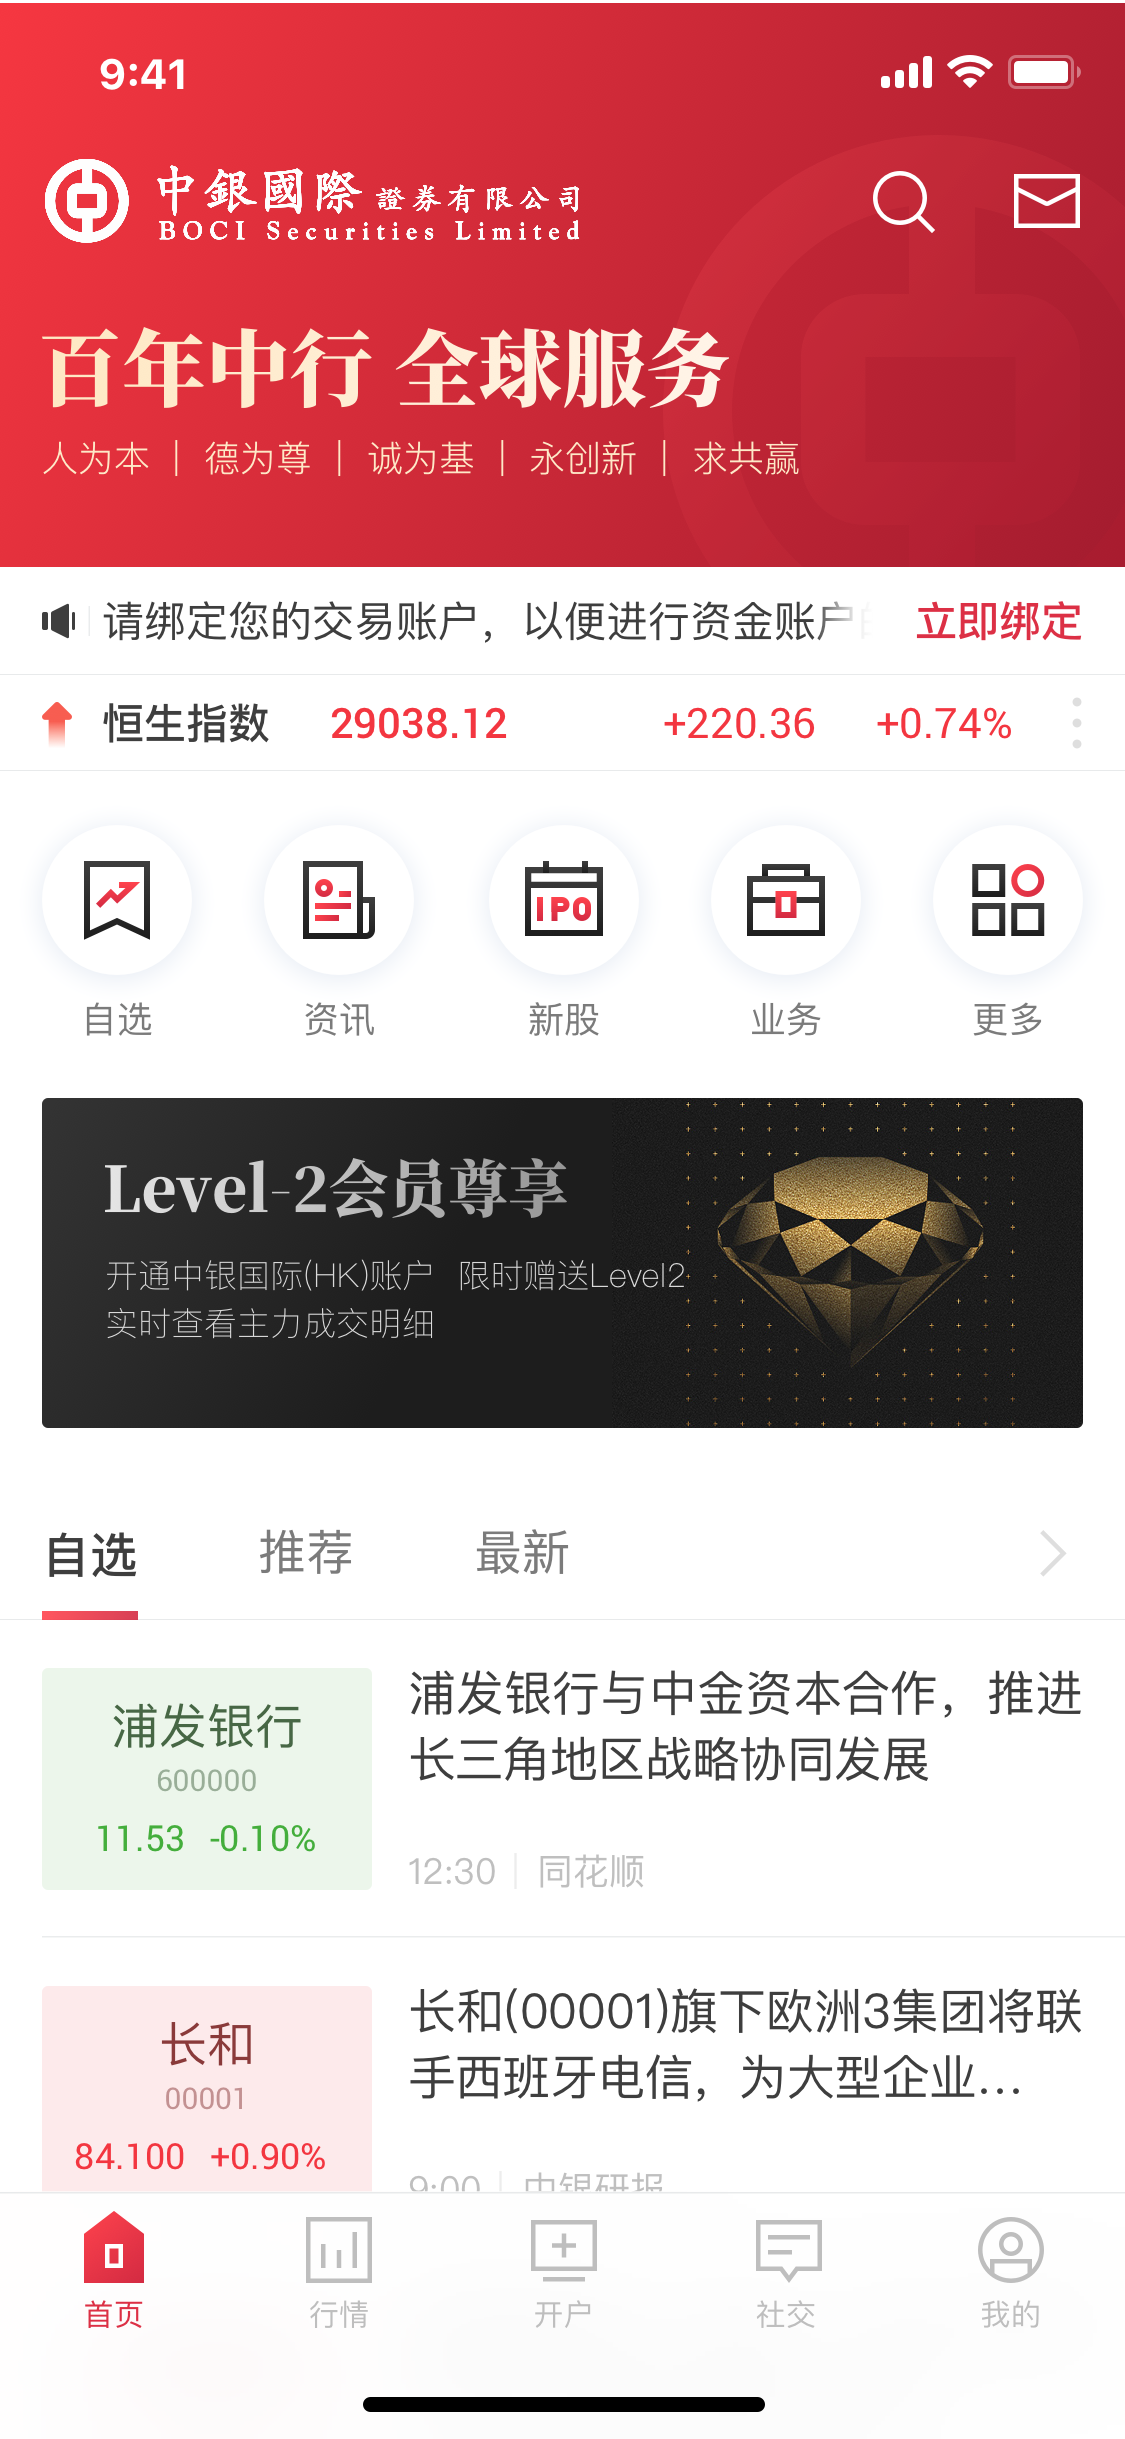 9:41
中銀國際 證券有限公司
BOCI Securities Limited
百年中行 全球服务
人为本 | 德为尊 | 诚为基 | 永创新 | 求共赢
请绑定您的交易账户，以便进行资金账户的 立即绑定
恒生指数 29038.12 +220.36 +0.74%
IPO
自选 资讯 新股 业务 更多
Level-2会员尊享
开通中银国际(HK)账户 限时赠送Level2
实时查看主力成交明细
自选 推荐 最新
浦发银行
600000
11.53 -0.10%
浦发银行与中金资本合作，推进
长三角地区战略协同发展
12:30 | 同花顺
长和
00001
84.100 +0.90%
长和(00001)旗下欧洲3集团将联
手西班牙电信，为大型企业...
9:00 | 中银研报
首页 行情 开户 社交 我的